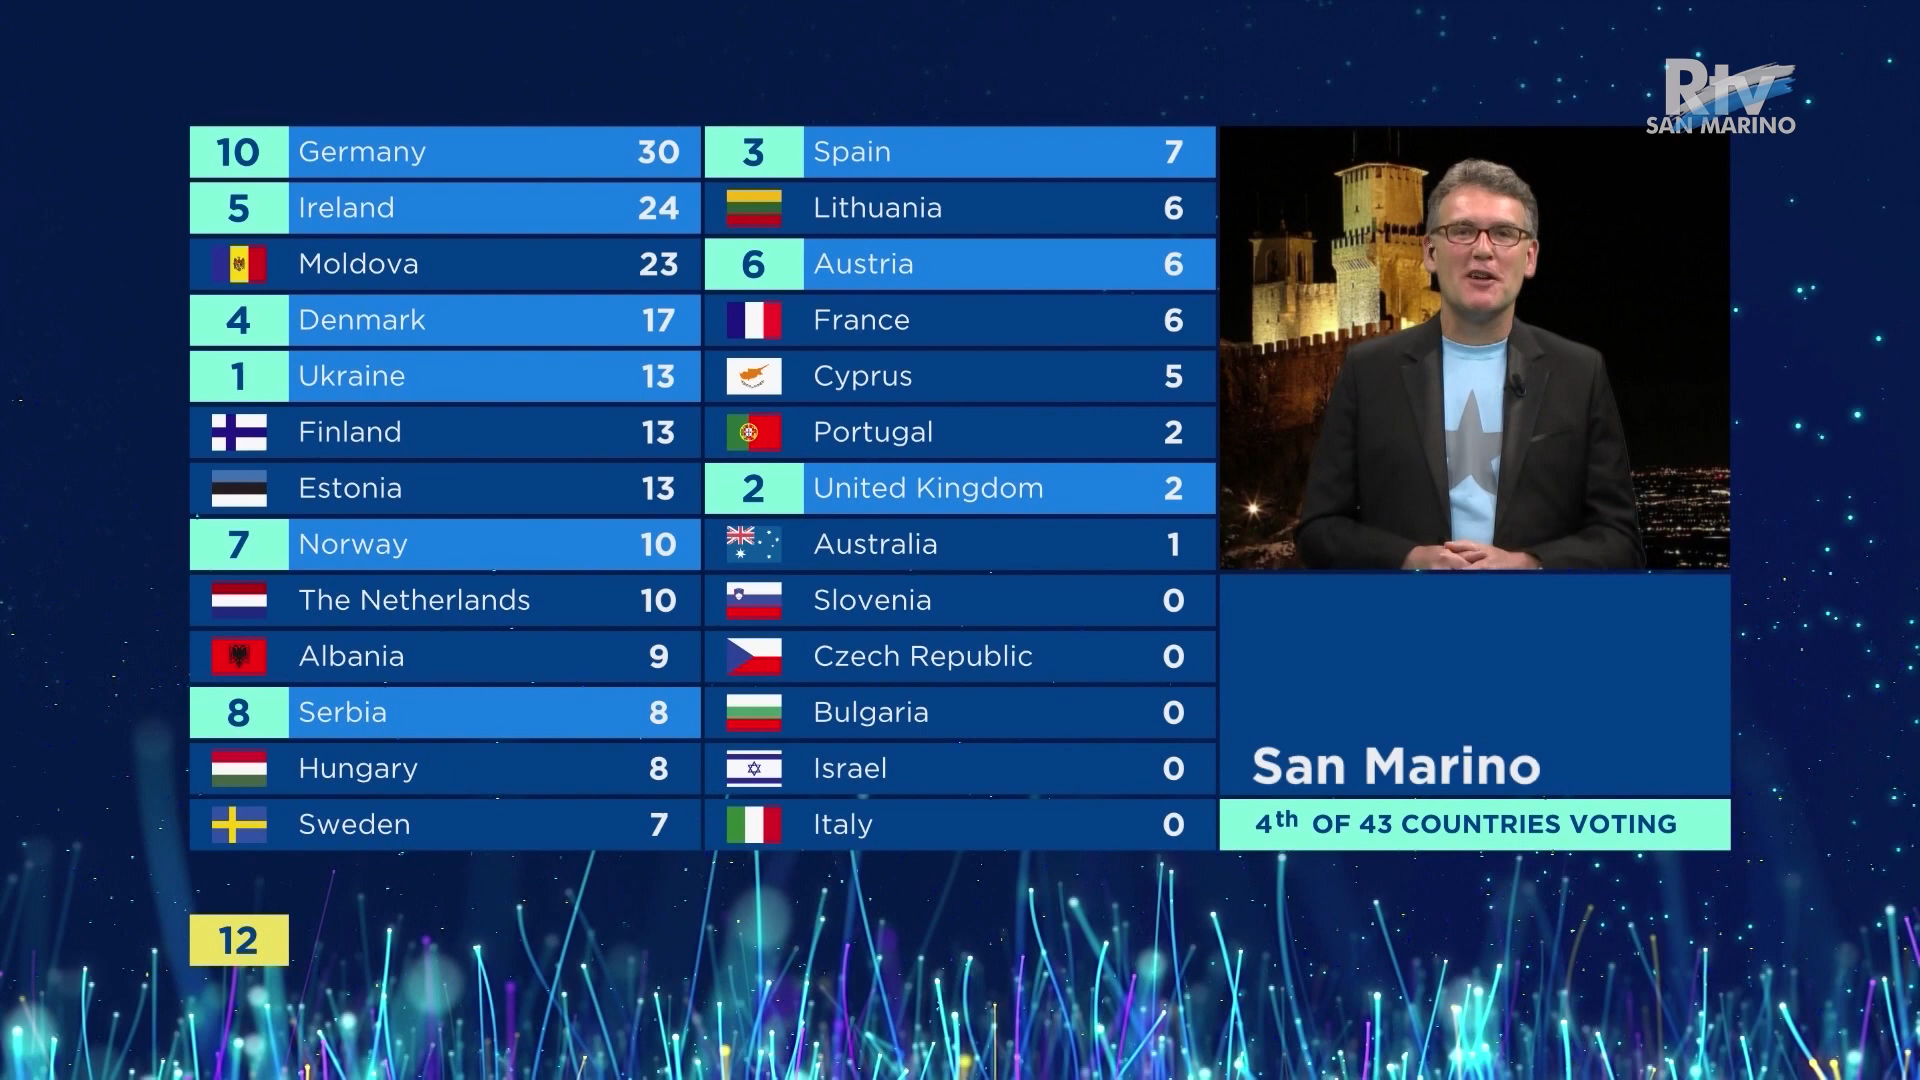 Rtv
SAN MARINO
10 Germany 30
5 Ireland 24
Moldova 23
4 Denmark 17
1 Ukraine 13
Finland 13
Estonia 13
7 Norway 10
The Netherlands 10
Albania 9
8 Serbia 8
Hungary 8
Sweden 7
3 Spain 7
Lithuania 6
6 Austria 6
France 6
Cyprus 5
Portugal 2
2 United Kingdom 2
Australia 1
Slovenia 0
Czech Republic 0
Bulgaria 0
Israel 0
Italy 0
San Marino
4th OF 43 COUNTRIES VOTING
12